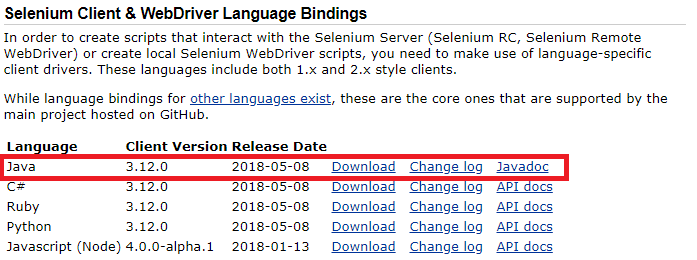 Selenium Client & WebDriver Language Bindings
In order to create scripts that interact with the Selenium Server (Selenium RC, Selenium Remote
WebDriver) or create local Selenium WebDriver scripts, you need to make use of language-specific
client drivers. These languages include both 1.x and 2.x style clients.
While language bindings for other languages exist, these are the core ones that are supported by the
main project hosted on GitHub.
Language Client Version Release Date
Java 3.12.0 2018-05-08 Download Change log Javadoc
C# 3.12.0 2018-05-08 Download Change log API docs
Ruby 3.12.0 2018-05-08 Download Change log API docs
Python 3.12.0 2018-05-08 Download Change log API docs
Javascript (Node) 4.0.0-alpha.1 2018-01-13 Download Change log API docs